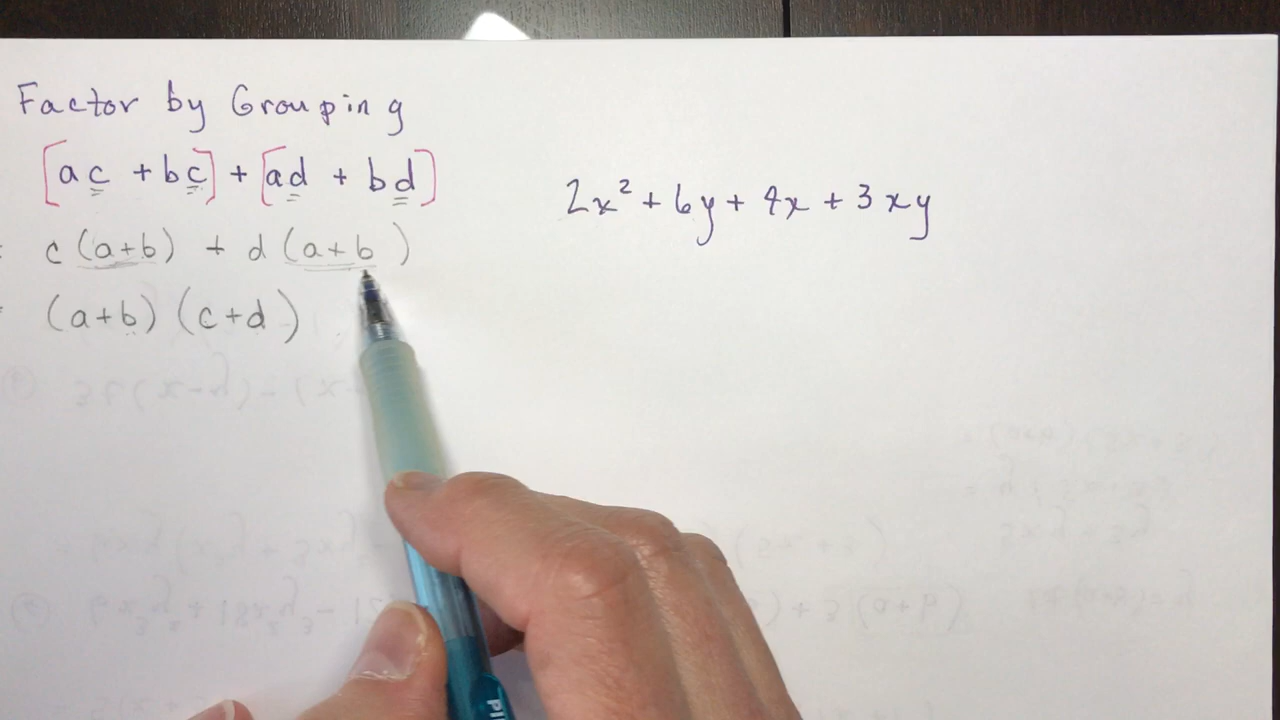 Factor by Grouping
[ac + bc] + [ad + bd]
= c (a+b) + d (a+b)
= (a+b) (c+d)
2x² + 6y + 4x + 3xy